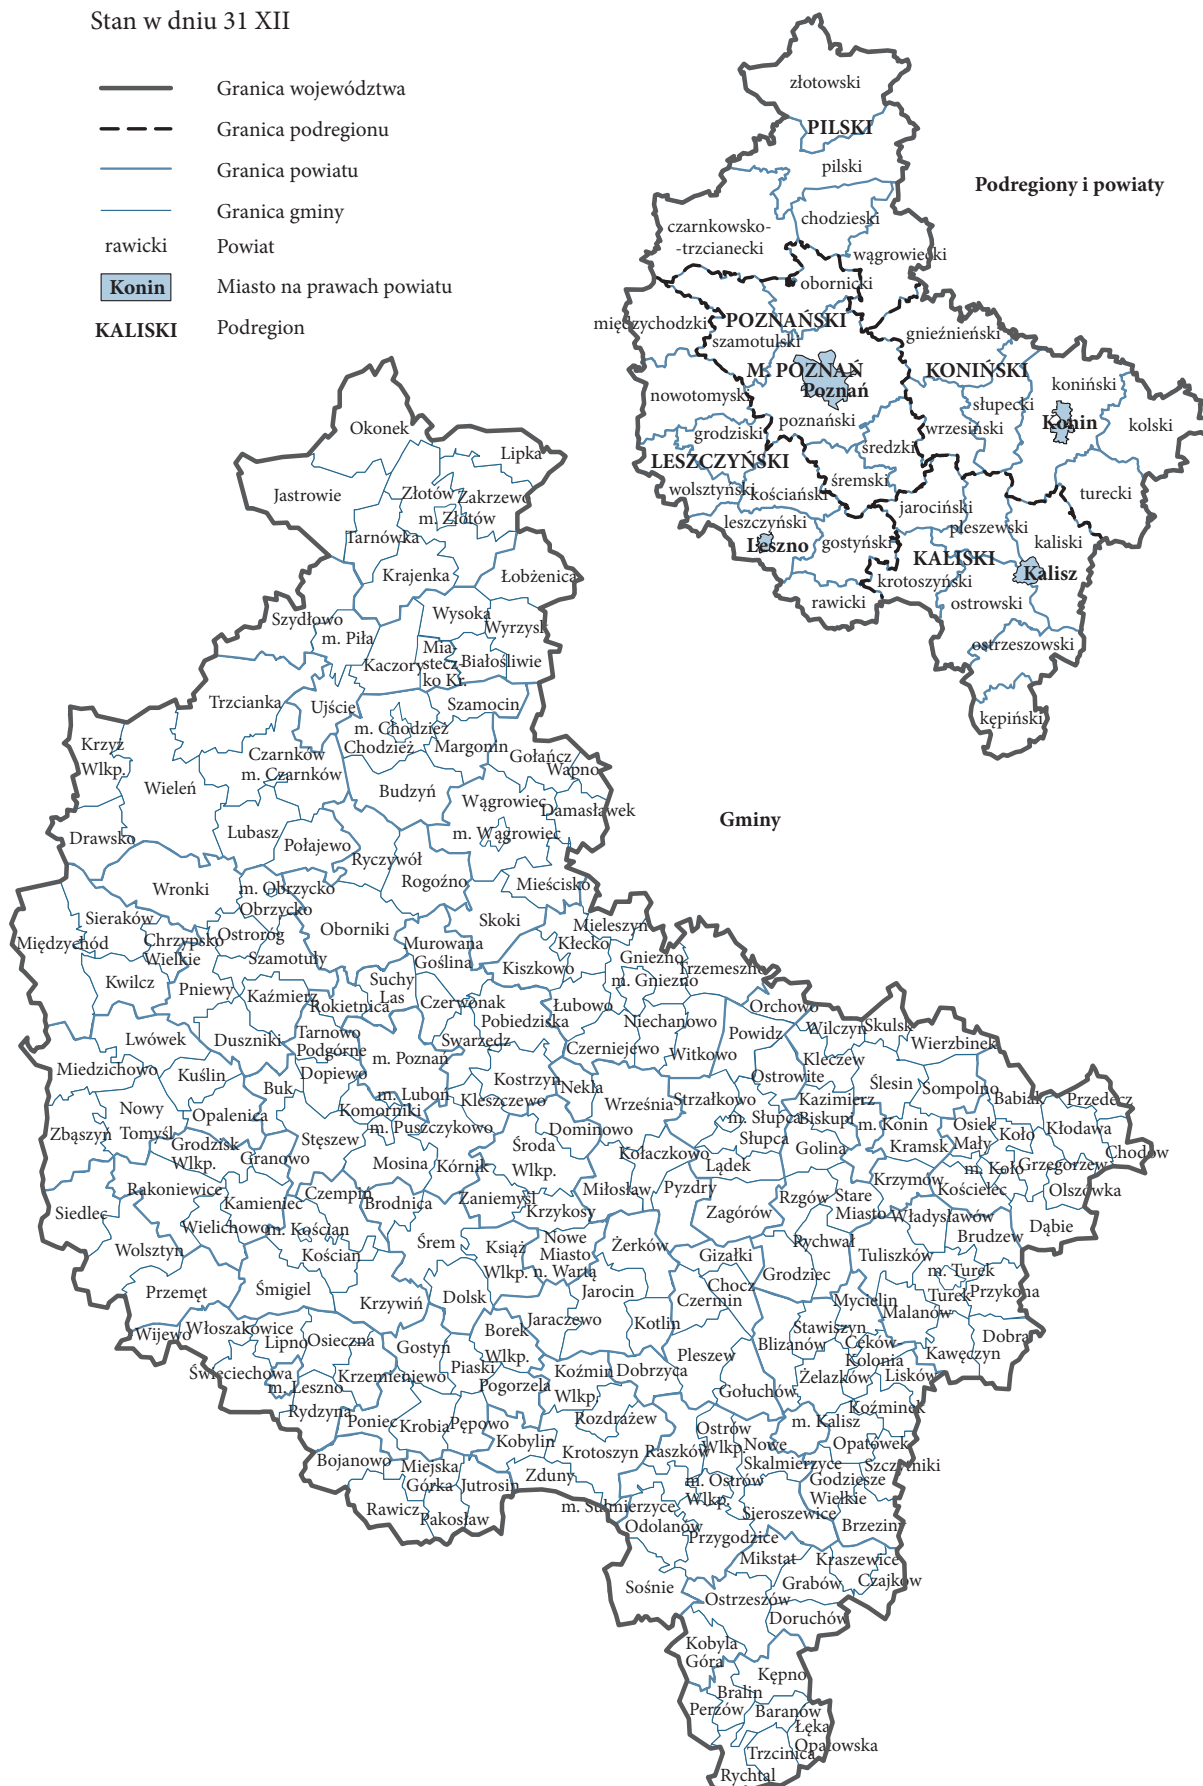 Stan w dniu 31 XII
Granica województwa
Granica podregionu
Granica powiatu
Granica gminy
rawicki Powiat
Konin Miasto na prawach powiatu
KALISKI Podregion
Podregiony i powiaty
złotowski
PILSKI
pilski
chodzieski
czarnkowsko-
-trzcianecki
wągrowiecki
obornicki
międzychodzki
POZNAŃSKI
szamotulski
gnieźnieński
M. POZNAŃ
Poznań
KONIŃSKI
koniński
nowotomyski
słupecki
Konin
kolski
grodziski
poznański
wrzesiński
średzki
LESZCZYŃSKI
wolsztyński
kościański
śremski
turecki
jarociński
leszczyński
pleszewski
Leszno
gostyński
KALISKI
kaliski
Kalisz
krotoszyński
rawicki
ostrowski
ostrzeszowski
kępiński
Gminy
Okonek
Lipka
Jastrowie
Złotów
Zakrzewo
m. Złotów
Tarnówka
Krajenka
Łobżenica
Szydłowo
m. Piła
Wysoka
Wyrzysk
Kaczory
Mia-
stecz-
ko Kr.
Białośliwie
Trzcianka
Ujście
Szamocin
m. Chodzież
Chodzież
Margonin
Krzyż
Wlkp.
Czarnków
m. Czarnków
Gołańcz
Wapno
Wieleń
Budzyń
Wągrowiec
Damasławek
Drawsko
Lubasz
Połajewo
m. Wągrowiec
Ryczywół
Wronki
m. Obrzycko
Obrzycko
Rogoźno
Mieścisko
Sieraków
Skoki
Mieleszyn
Międzychód
Chrzypsko
Wielkie
Ostroróg
Oborniki
Murowana
Goślina
Kłecko
Szamotuły
Kiszkowo
Gniezno
m. Gniezno
Trzemeszno
Kwilcz
Pniewy
Kaźmierz
Suchy
Las
Rokietnica
Czerwonak
Łubowo
Orchowo
Pobiedziska
Niechanowo
Powidz
Wilczyn
Skulsk
Lwówek
Duszniki
Tarnowo
Podgórne
Swarzędz
Czerniejewo
Witkowo
Wierzbinek
Miedzichowo
Kuślin
Dopiewo
m. Poznań
Kleczew
Buk
Kostrzyn
Nekla
Ostrowite
Ślesin
Sompolno
Nowy
Tomyśl
Opalenica
m. Luboń
Kleszczewo
Września
Strzałkowo
Kazimierz
Biskupi
Babiak
Przedecz
Komorniki
m. Puszczykowo
m. Słupca
Słupca
m. Konin
Osiek
Mały
Koło
Kłodawa
Zbąszyń
Grodzisk
Wlkp.
Granowo
Stęszew
Środa
Wlkp.
Dominowo
Kołaczkowo
Golina
Kramsk
Chodów
Mosina
Kórnik
Lądek
m. Koło
Grzegorzew
Rakoniewice
Czempiń
Brodnica
Zaniemyśl
Miłosław
Pyzdry
Rzgów
Stare
Miasto
Krzymów
Kościelec
Olszówka
Siedlec
Kamieniec
Krzykosy
Zagórów
Władysławów
Dąbie
Wielichowo
m. Kościan
Kościan
Wolsztyn
Śrem
Książ
Wlkp.
Nowe
Miasto
n. Wartą
Żerków
Gizałki
Rychwał
Tuliszków
Brudzew
Przemęt
Śmigiel
Krzywiń
Dolsk
Jarocin
Chocz
Grodziec
m. Turek
Turek
Przykona
Czermin
Mycielin
Malanów
Wijewo
Włoszakowice
Lipno
Osieczna
Gostyń
Borek
Wlkp.
Jaraczewo
Kotlin
Stawiszyn
Blizanów
Ceków-
Kolonia
Dobra
Kawęczyn
Święciechowa
m. Leszno
Krzemieniewo
Piaski
Pogorzela
Koźmin
Wlkp.
Dobrzyca
Pleszew
Żelazków
Lisków
Gołuchów
Rydzyna
Poniec
Krobia
Pępowo
Rozdrażew
Koźminek
m. Kalisz
Kobylin
Krotoszyn
Raszków
Ostrów
Wlkp.
Nowe
Skalmierzyce
Opatówek
Szczytniki
Bojanowo
Miejska
Górka
Jutrosin
Zduny
m. Ostrów
Wlkp.
Godziesze
Wielkie
Rawicz
Pakosław
m. Sulmierzyce
Odolanów
Sieroszewice
Brzeziny
Przygodzice
Mikstat
Kraszewice
Sośnie
Grabów
Czajków
Ostrzeszów
Doruchów
Kobyla
Góra
Kępno
Bralin
Perzów
Baranów
Łęka
Opatowska
Trzcinica
Rychtal